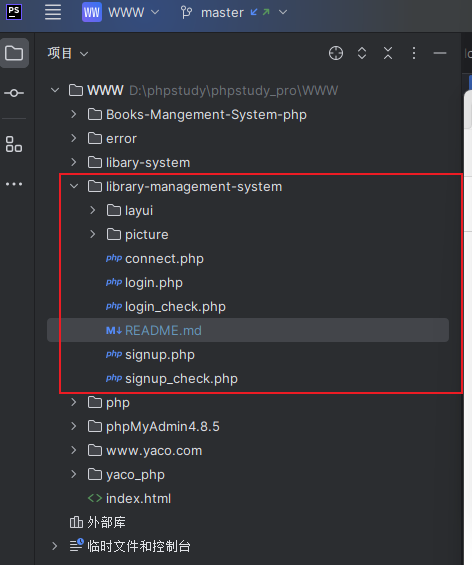 PS WW WWW master
项目
WWW D:\phpstudy\phpstudy_pro\WWW
Books-Mangement-System-php
error
libary-system
library-management-system
layui
picture
php connect.php
php login.php
php login_check.php
M↓ README.md
php signup.php
php signup_check.php
php
phpMyAdmin4.8.5
www.yaco.com
yaco_php
<> index.html
外部库
临时文件和控制台